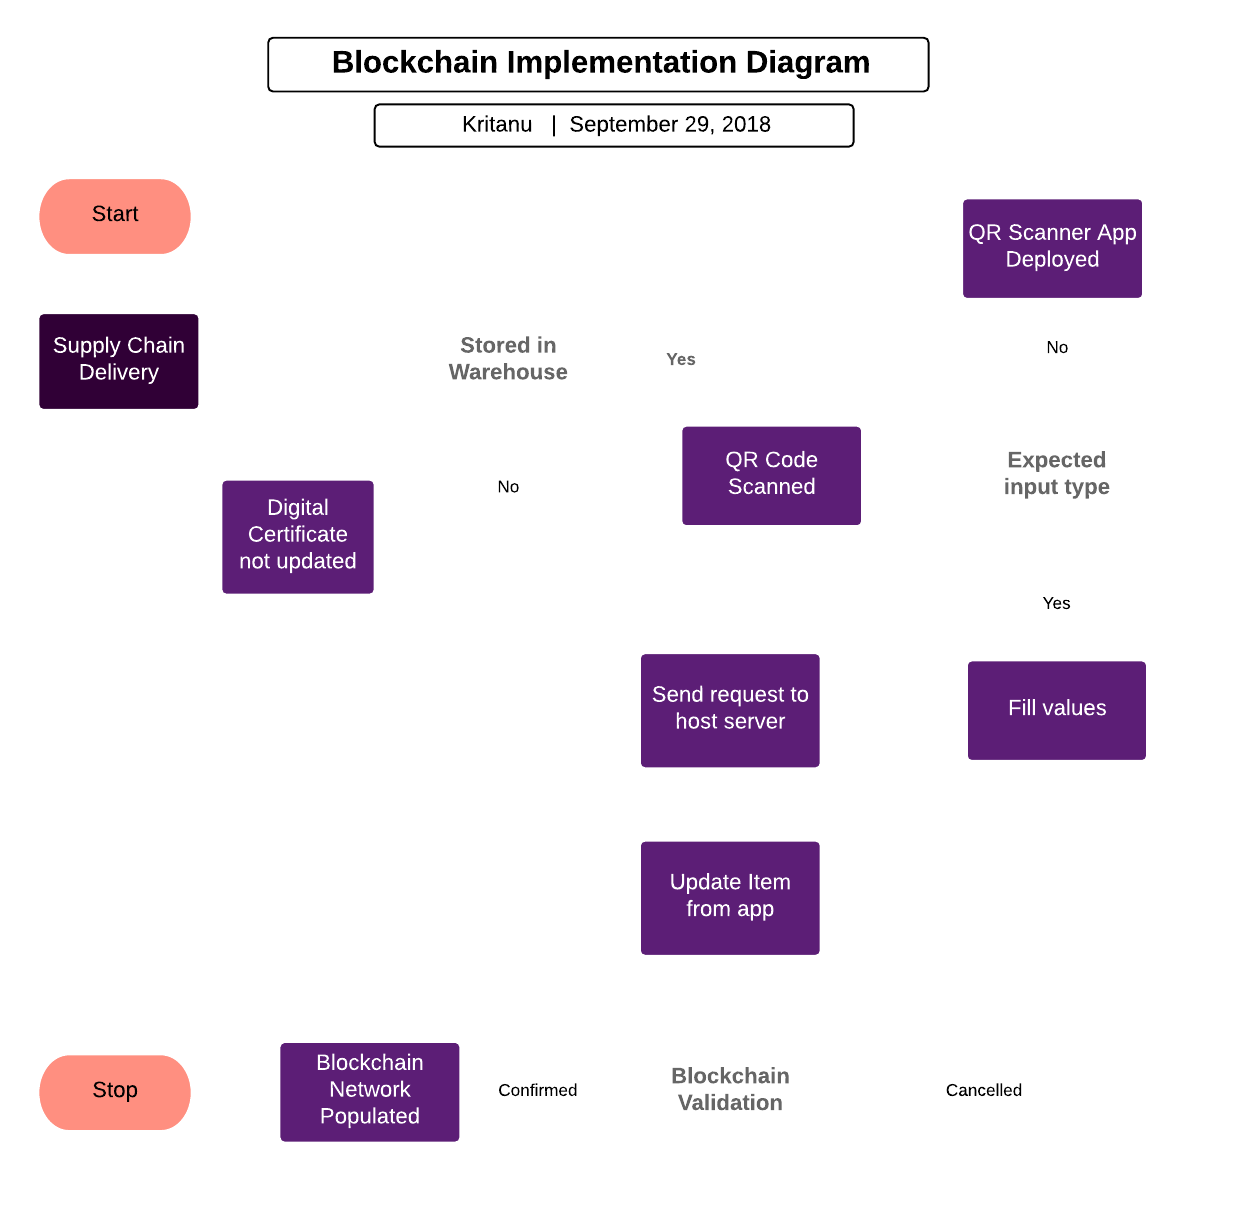 Blockchain Implementation Diagram
Kritanu | September 29, 2018
Start
QR Scanner App
Deployed
Supply Chain
Delivery
Stored in
Warehouse
Yes
No
QR Code
Scanned
Expected
input type
Digital
Certificate
not updated
No
Yes
Send request to
host server
Fill values
Update Item
from app
Stop
Blockchain
Network
Populated
Confirmed
Blockchain
Validation
Cancelled